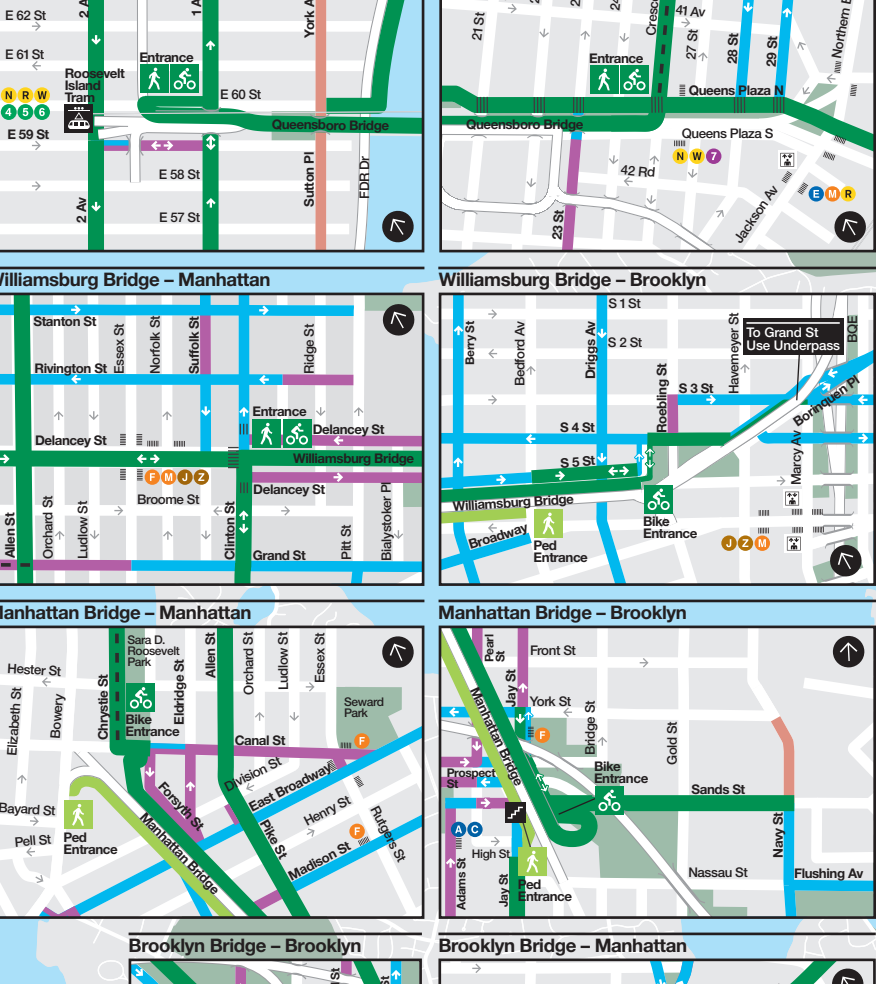 E 62 St
2 A
1 A
York A
E 61 St
Entrance
Roosevelt
Island
Tram
N R W
4 5 6
E 60 St
E 59 St
Queensboro Bridge
E 58 St
2 Av
Sutton Pl
FDR Dr
E 57 St
21 St
Cresc
41 Av
27 St
28 St
29 St
Northern B
Entrance
Queens Plaza N
Queensboro Bridge
Queens Plaza S
N W 7
42 Rd
E M R
23 St
Jackson Av
Williamsburg Bridge – Manhattan
Stanton St
Essex St
Norfolk St
Suffolk St
Ridge St
Rivington St
Entrance
Delancey St
Delancey St
Williamsburg Bridge
F M J Z
Delancey St
Broome St
Allen St
Orchard St
Ludlow St
Clinton St
Pitt St
Bialystoker Pl
Grand St
Williamsburg Bridge – Brooklyn
S 1 St
Berry St
Bedford Av
Driggs Av
S 2 St
Havemeyer St
To Grand St
Use Underpass
BQE
Roebling St
S 3 St
Borinquen Pl
S 4 St
Marcy Av
S 5 St
Williamsburg Bridge
Bike
Entrance
Broadway
Ped
Entrance
J Z M
Manhattan Bridge – Manhattan
Sara D.
Roosevelt
Park
Hester St
Elizabeth St
Bowery
Chrystie St
Eldridge St
Allen St
Orchard St
Ludlow St
Essex St
Bike
Entrance
Seward
Park
F
Canal St
Division St
East Broadway
Forsyth St
Bayard St
Henry St
Rutgers St
Pell St
Ped
Entrance
Manhattan Bridge
Pike St
F
Madison St
Manhattan Bridge – Brooklyn
Pearl
St
Front St
Jay St
York St
Manhattan Bridge
F
Bridge St
Gold St
Prospect
St
Bike
Entrance
Sands St
A C
Navy St
High St
Adams St
Jay St
Ped
Entrance
Nassau St
Flushing Av
Brooklyn Bridge – Brooklyn
St
St
Brooklyn Bridge – Manhattan